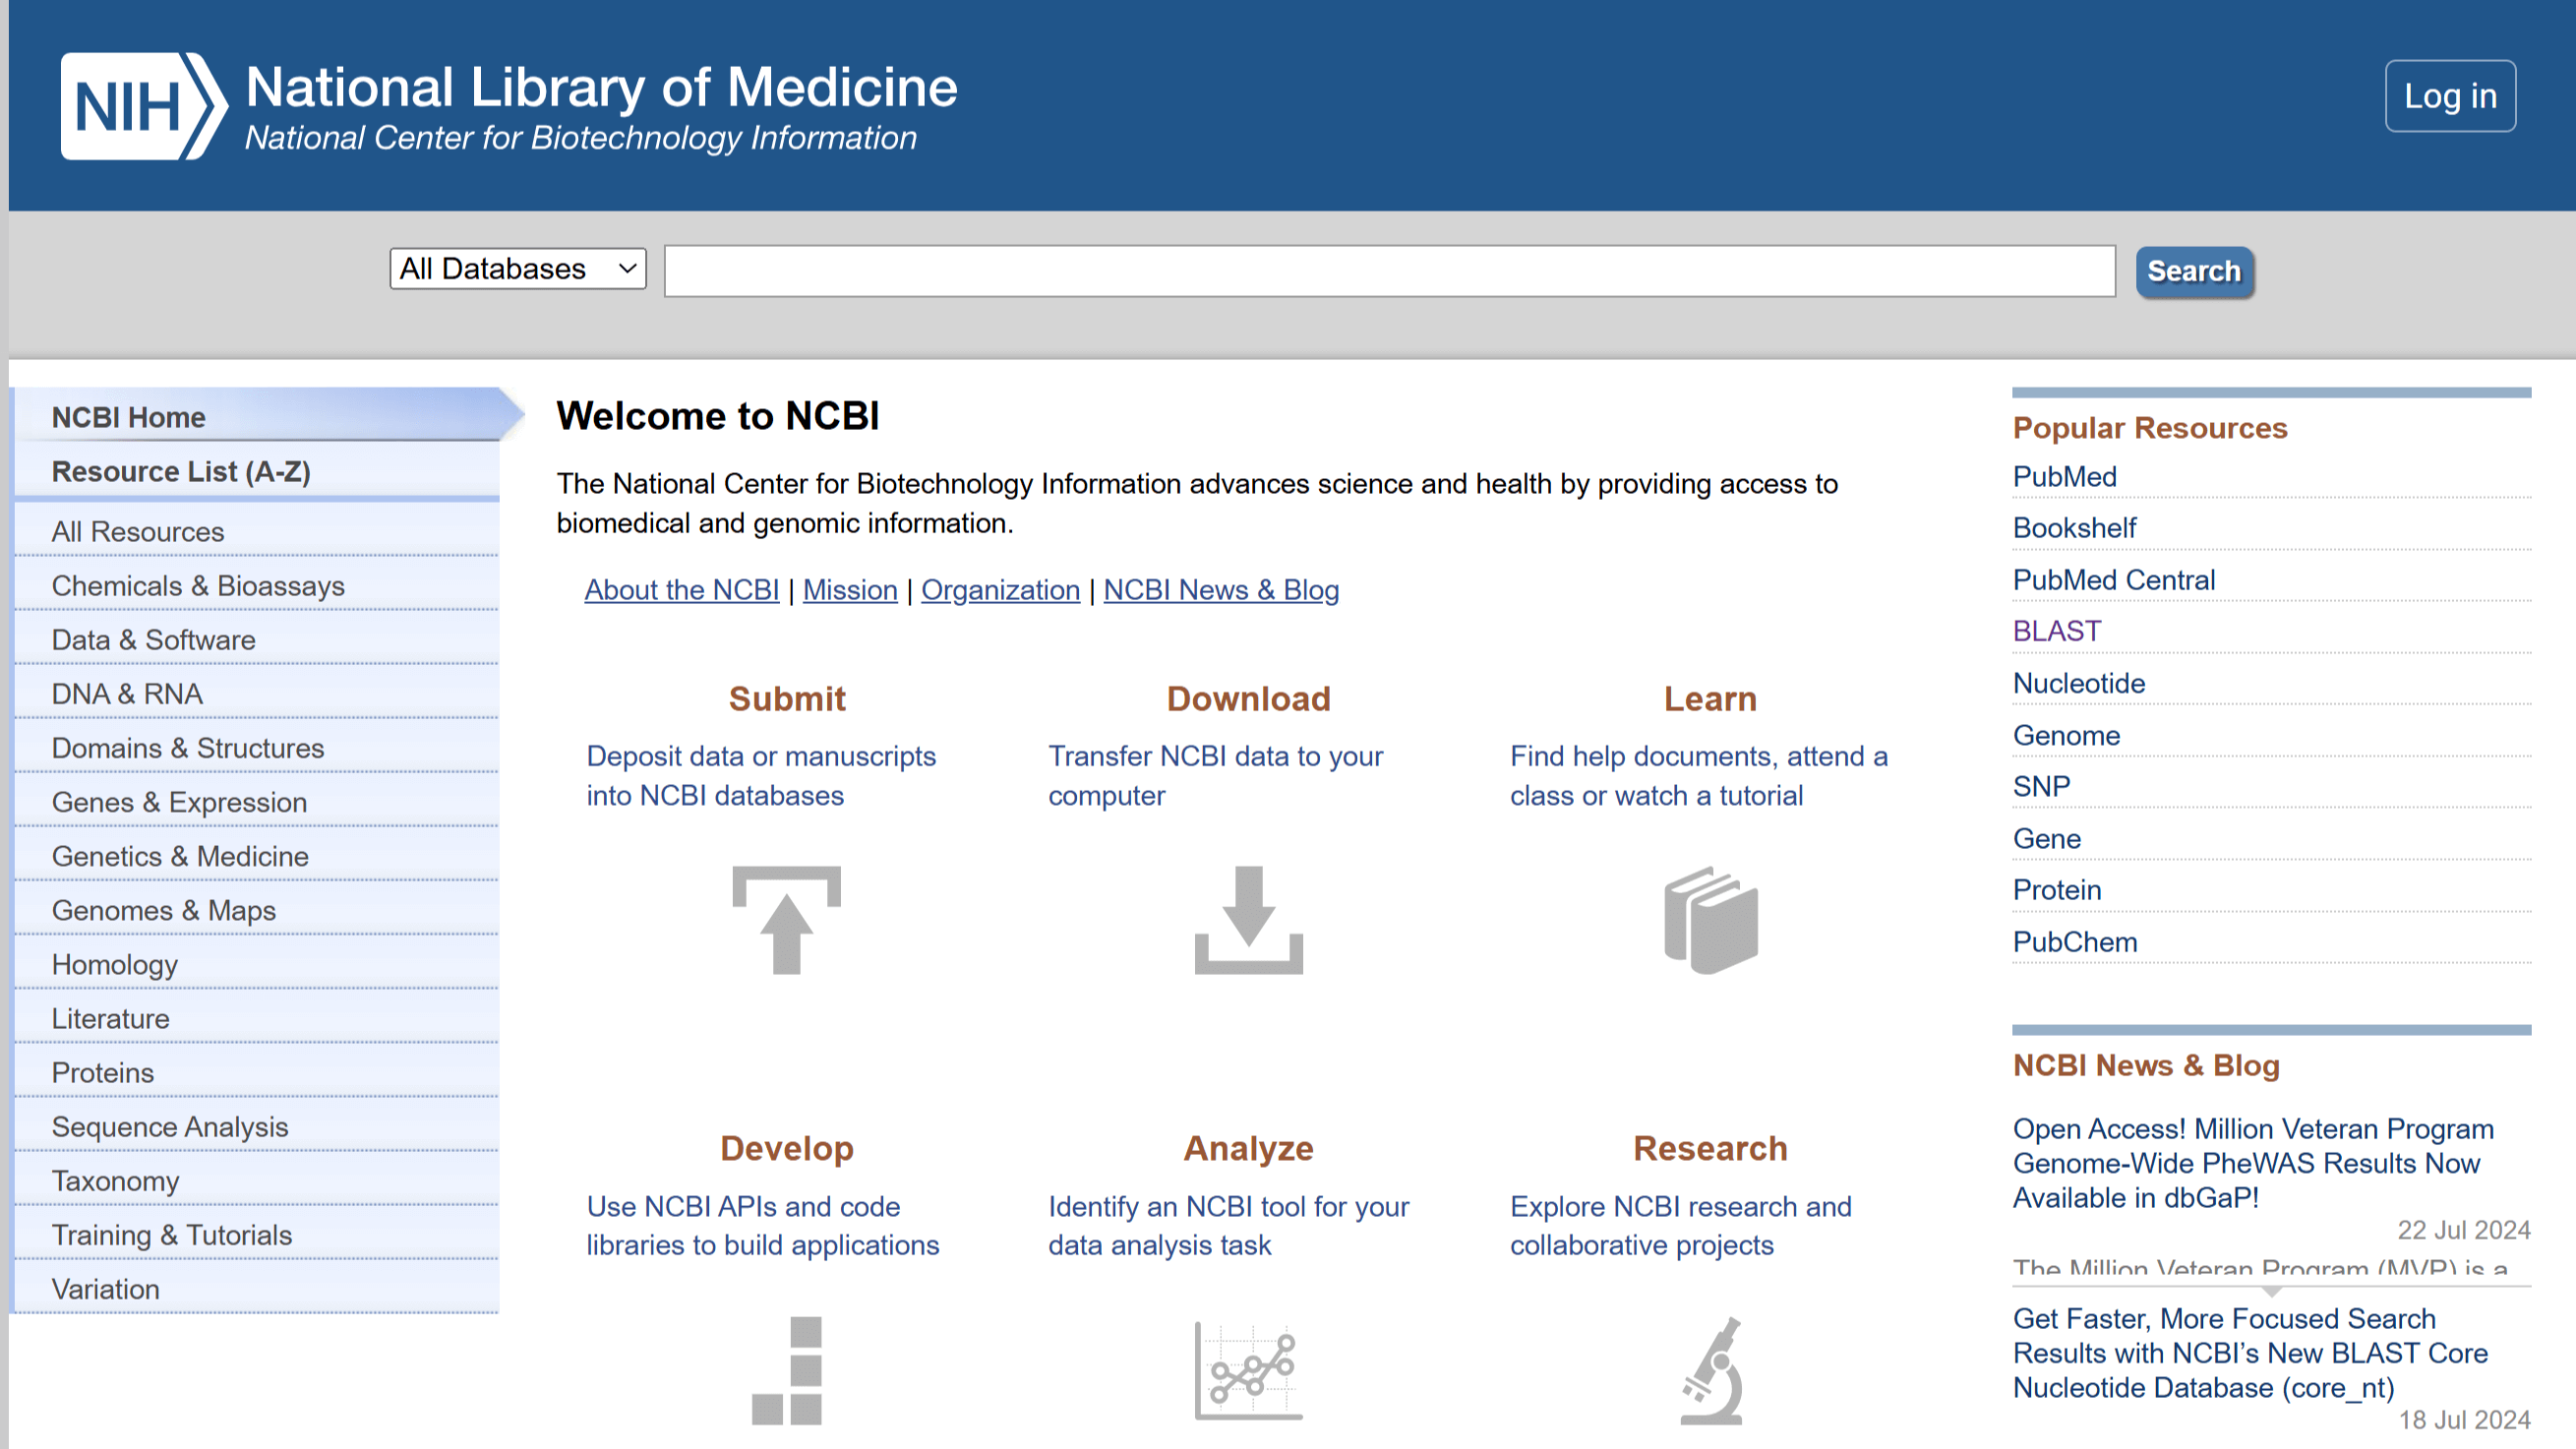 NIH
National Library of Medicine
National Center for Biotechnology Information
Log in
All Databases
Search
NCBI Home
Resource List (A-Z)
All Resources
Chemicals & Bioassays
Data & Software
DNA & RNA
Domains & Structures
Genes & Expression
Genetics & Medicine
Genomes & Maps
Homology
Literature
Proteins
Sequence Analysis
Taxonomy
Training & Tutorials
Variation
Welcome to NCBI
The National Center for Biotechnology Information advances science and health by providing access to
biomedical and genomic information.
About the NCBI | Mission | Organization | NCBI News & Blog
Submit
Deposit data or manuscripts
into NCBI databases
Download
Transfer NCBI data to your
computer
Learn
Find help documents, attend a
class or watch a tutorial
Develop
Use NCBI APIs and code
libraries to build applications
Analyze
Identify an NCBI tool for your
data analysis task
Research
Explore NCBI research and
collaborative projects
Popular Resources
PubMed
Bookshelf
PubMed Central
BLAST
Nucleotide
Genome
SNP
Gene
Protein
PubChem
NCBI News & Blog
Open Access! Million Veteran Program
Genome-Wide PheWAS Results Now
Available in dbGaP!
22 Jul 2024
The Million Veteran Program (MVP) is a
Get Faster, More Focused Search
Results with NCBI’s New BLAST Core
Nucleotide Database (core_nt)
18 Jul 2024